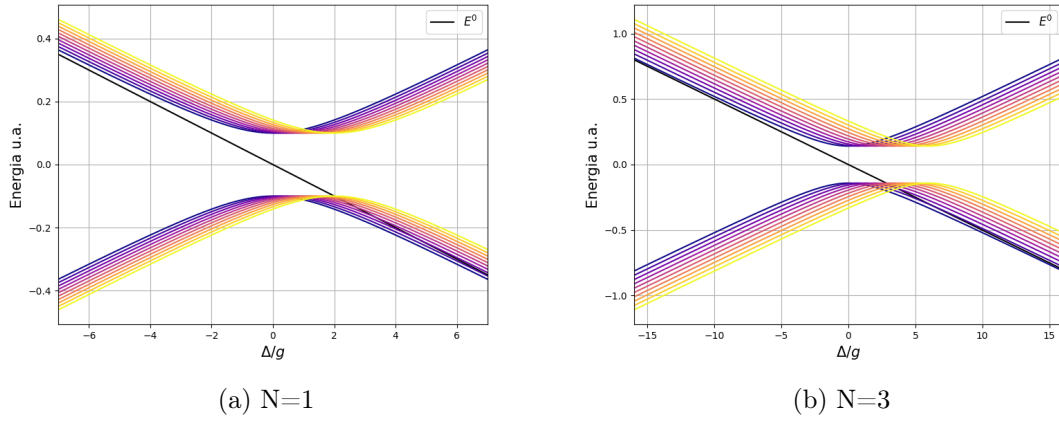 E⁰
Energia u.a.
0.4
0.2
0.0
−0.2
−0.4
−6 −4 −2 0 2 4 6
Δ/g
(a) N=1
E⁰
Energia u.a.
1.0
0.5
0.0
−0.5
−1.0
−15 −10 −5 0 5 10 15
Δ/g
(b) N=3